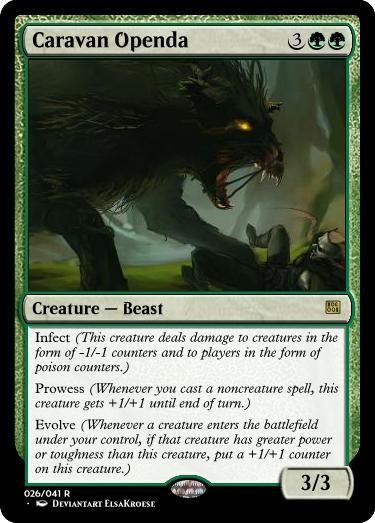 Caravan Openda 3
Creature — Beast
Infect (This creature deals damage to creatures in the
form of -1/-1 counters and to players in the form of
poison counters.)
Prowess (Whenever you cast a noncreature spell, this
creature gets +1/+1 until end of turn.)
Evolve (Whenever a creature enters the battlefield
under your control, if that creature has greater power
or toughness than this creature, put a +1/+1 counter
on this creature.)
3/3
026/041 R
• DEVIANTART ELSAKROESE